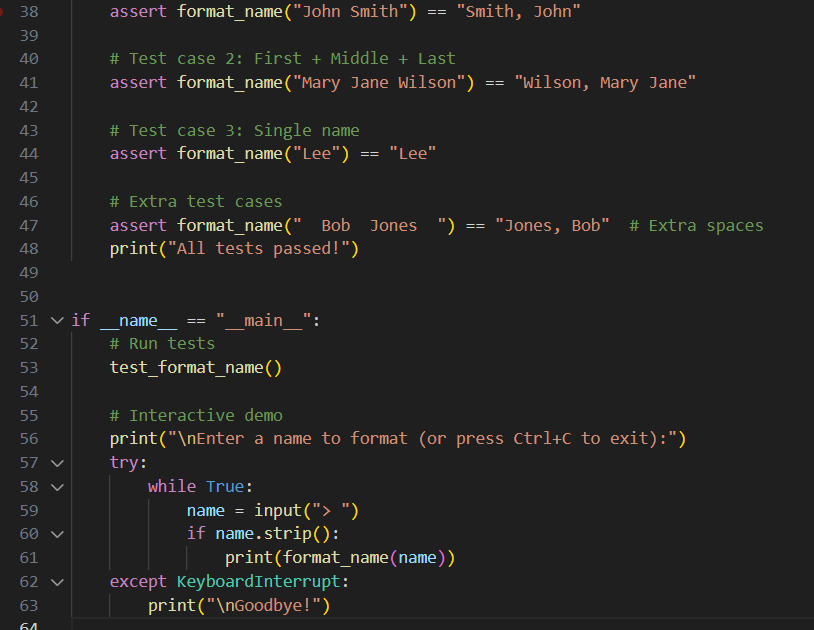 38     assert format_name("John Smith") == "Smith, John"
39
40     # Test case 2: First + Middle + Last
41     assert format_name("Mary Jane Wilson") == "Wilson, Mary Jane"
42
43     # Test case 3: Single name
44     assert format_name("Lee") == "Lee"
45
46     # Extra test cases
47     assert format_name("  Bob  Jones  ") == "Jones, Bob"  # Extra spaces
48     print("All tests passed!")
49
50
51 if __name__ == "__main__":
52     # Run tests
53     test_format_name()
54
55     # Interactive demo
56     print("\nEnter a name to format (or press Ctrl+C to exit):")
57     try:
58         while True:
59             name = input("> ")
60             if name.strip():
61                 print(format_name(name))
62     except KeyboardInterrupt:
63         print("\nGoodbye!")
64